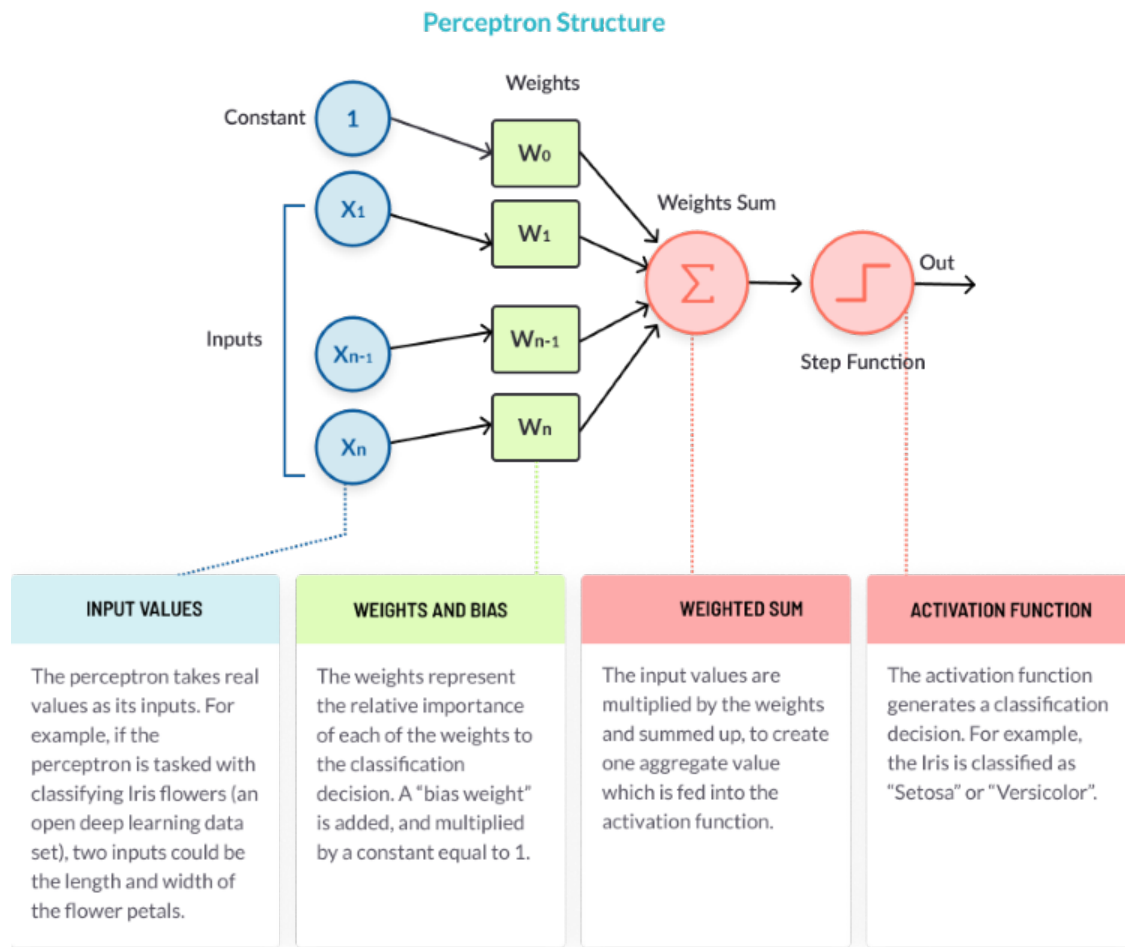 Perceptron Structure
Weights
Constant
1
W₀
X₁
W₁
Weights Sum
Σ
Out
Inputs
Xₙ₋₁
Wₙ₋₁
Step Function
Xₙ
Wₙ
INPUT VALUES
The perceptron takes real
values as its inputs. For
example, if the
perceptron is tasked with
classifying Iris flowers (an
open deep learning data
set), two inputs could be
the length and width of
the flower petals.
WEIGHTS AND BIAS
The weights represent
the relative importance
of each of the weights to
the classification
decision. A “bias weight”
is added, and multiplied
by a constant equal to 1.
WEIGHTED SUM
The input values are
multiplied by the weights
and summed up, to create
one aggregate value
which is fed into the
activation function.
ACTIVATION FUNCTION
The activation function
generates a classification
decision. For example,
the Iris is classified as
“Setosa” or “Versicolor”.